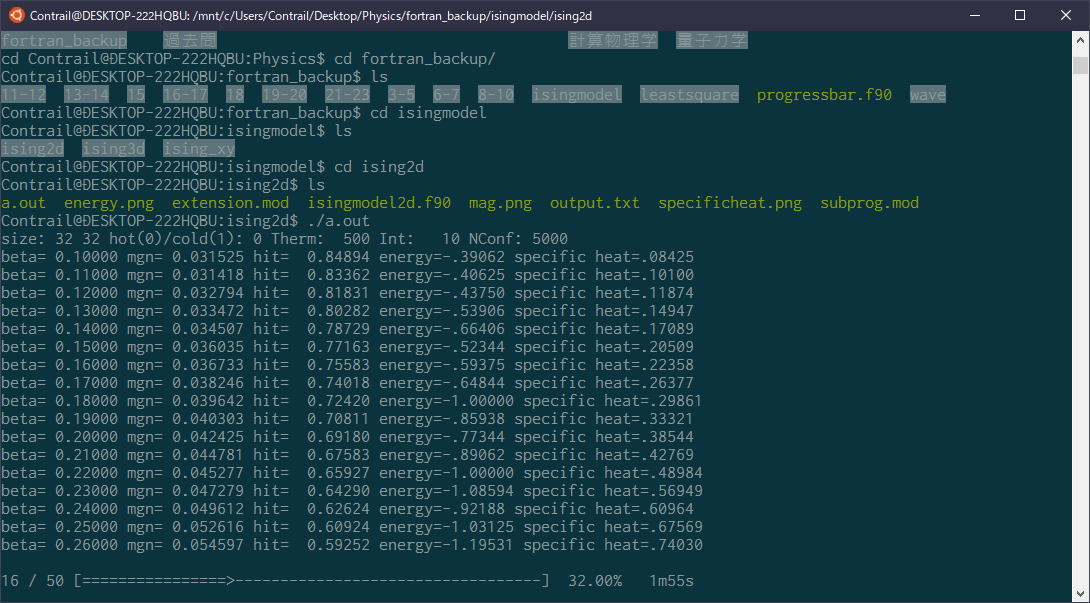 Contrail@DESKTOP-222HQBU: /mnt/c/Users/Contrail/Desktop/Physics/fortran_backup/isingmodel/ising2d
fortran_backup 過去問 計算物理学 量子力学
cd Contrail@DESKTOP-222HQBU:Physics$ cd fortran_backup/
Contrail@DESKTOP-222HQBU:fortran_backup$ ls
11-12 13-14 15 16-17 18 19-20 21-23 3-5 6-7 8-10 isingmodel leastsquare progressbar.f90 wave
Contrail@DESKTOP-222HQBU:fortran_backup$ cd isingmodel
Contrail@DESKTOP-222HQBU:isingmodel$ ls
ising2d ising3d ising_xy
Contrail@DESKTOP-222HQBU:isingmodel$ cd ising2d
Contrail@DESKTOP-222HQBU:ising2d$ ls
a.out energy.png extension.mod isingmodel2d.f90 mag.png output.txt specificheat.png subprog.mod
Contrail@DESKTOP-222HQBU:ising2d$ ./a.out
size: 32 32 hot(0)/cold(1): 0 Therm:  500 Int:   10 NConf: 5000
beta= 0.10000 mgn= 0.031525 hit=  0.84894 energy=-.39062 specific heat=.08425
beta= 0.11000 mgn= 0.031418 hit=  0.83362 energy=-.40625 specific heat=.10100
beta= 0.12000 mgn= 0.032794 hit=  0.81831 energy=-.43750 specific heat=.11874
beta= 0.13000 mgn= 0.033472 hit=  0.80282 energy=-.53906 specific heat=.14947
beta= 0.14000 mgn= 0.034507 hit=  0.78729 energy=-.66406 specific heat=.17089
beta= 0.15000 mgn= 0.036035 hit=  0.77163 energy=-.52344 specific heat=.20509
beta= 0.16000 mgn= 0.036733 hit=  0.75583 energy=-.59375 specific heat=.22358
beta= 0.17000 mgn= 0.038246 hit=  0.74018 energy=-.64844 specific heat=.26377
beta= 0.18000 mgn= 0.039642 hit=  0.72420 energy=-1.00000 specific heat=.29861
beta= 0.19000 mgn= 0.040303 hit=  0.70811 energy=-.85938 specific heat=.33321
beta= 0.20000 mgn= 0.042425 hit=  0.69180 energy=-.77344 specific heat=.38544
beta= 0.21000 mgn= 0.044781 hit=  0.67583 energy=-.89062 specific heat=.42769
beta= 0.22000 mgn= 0.045277 hit=  0.65927 energy=-1.00000 specific heat=.48984
beta= 0.23000 mgn= 0.047279 hit=  0.64290 energy=-1.08594 specific heat=.56949
beta= 0.24000 mgn= 0.049612 hit=  0.62624 energy=-.92188 specific heat=.60964
beta= 0.25000 mgn= 0.052616 hit=  0.60924 energy=-1.03125 specific heat=.67569
beta= 0.26000 mgn= 0.054597 hit=  0.59252 energy=-1.19531 specific heat=.74030
16 / 50 [================>----------------------------------]  32.00%   1m55s